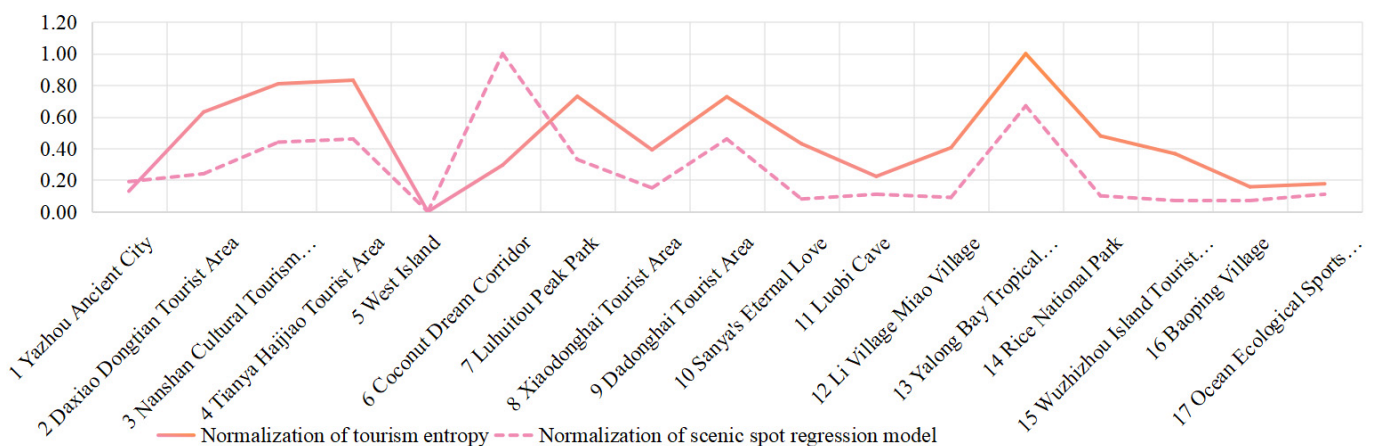 1.20
1.00
0.80
0.60
0.40
0.20
0.00
1 Yazhou Ancient City
2 Daxiao Dongtian Tourist Area
3 Nanshan Cultural Tourism…
4 Tianya Haijiao Tourist Area
5 West Island
6 Coconut Dream Corridor
7 Luhuitou Peak Park
8 Xiaodonghai Tourist Area
9 Dadonghai Tourist Area
10 Sanya's Eternal Love
11 Luobi Cave
12 Li Village Miao Village
13 Yalong Bay Tropical…
14 Rice National Park
15 Wuzhizhou Island Tourist…
16 Baoping Village
17 Ocean Ecological Sports…
Normalization of tourism entropy
Normalization of scenic spot regression model